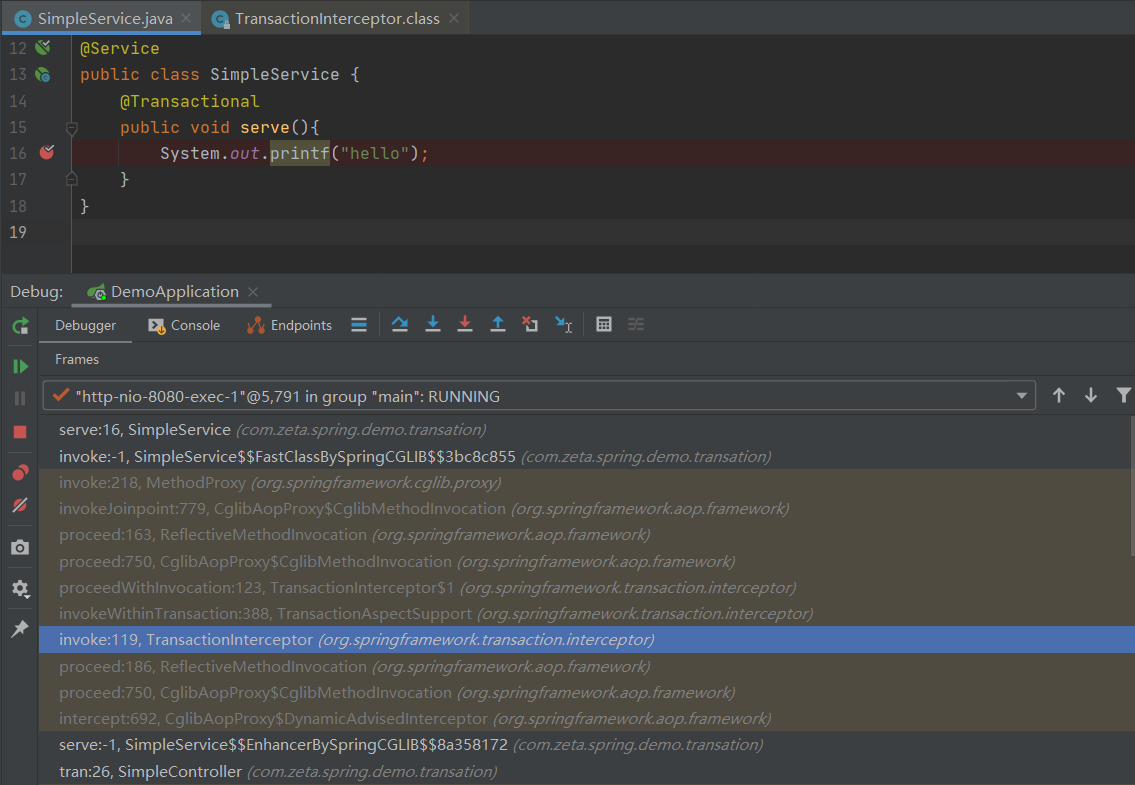 SimpleService.java TransactionInterceptor.class
12 @Service
13 public class SimpleService {
14 @Transactional
15 public void serve(){
16 System.out.printf("hello");
17 }
18 }
19
Debug: DemoApplication
Debugger Console Endpoints
Frames
"http-nio-8080-exec-1"@5,791 in group "main": RUNNING
serve:16, SimpleService (com.zeta.spring.demo.transation)
invoke:-1, SimpleService$$FastClassBySpringCGLIB$$3bc8c855 (com.zeta.spring.demo.transation)
invoke:218, MethodProxy (org.springframework.cglib.proxy)
invokeJoinpoint:779, CglibAopProxy$CglibMethodInvocation (org.springframework.aop.framework)
proceed:163, ReflectiveMethodInvocation (org.springframework.aop.framework)
proceed:750, CglibAopProxy$CglibMethodInvocation (org.springframework.aop.framework)
proceedWithInvocation:123, TransactionInterceptor$1 (org.springframework.transaction.interceptor)
invokeWithinTransaction:388, TransactionAspectSupport (org.springframework.transaction.interceptor)
invoke:119, TransactionInterceptor (org.springframework.transaction.interceptor)
proceed:186, ReflectiveMethodInvocation (org.springframework.aop.framework)
proceed:750, CglibAopProxy$CglibMethodInvocation (org.springframework.aop.framework)
intercept:692, CglibAopProxy$DynamicAdvisedInterceptor (org.springframework.aop.framework)
serve:-1, SimpleService$$EnhancerBySpringCGLIB$$8a358172 (com.zeta.spring.demo.transation)
tran:26, SimpleController (com.zeta.spring.demo.transation)